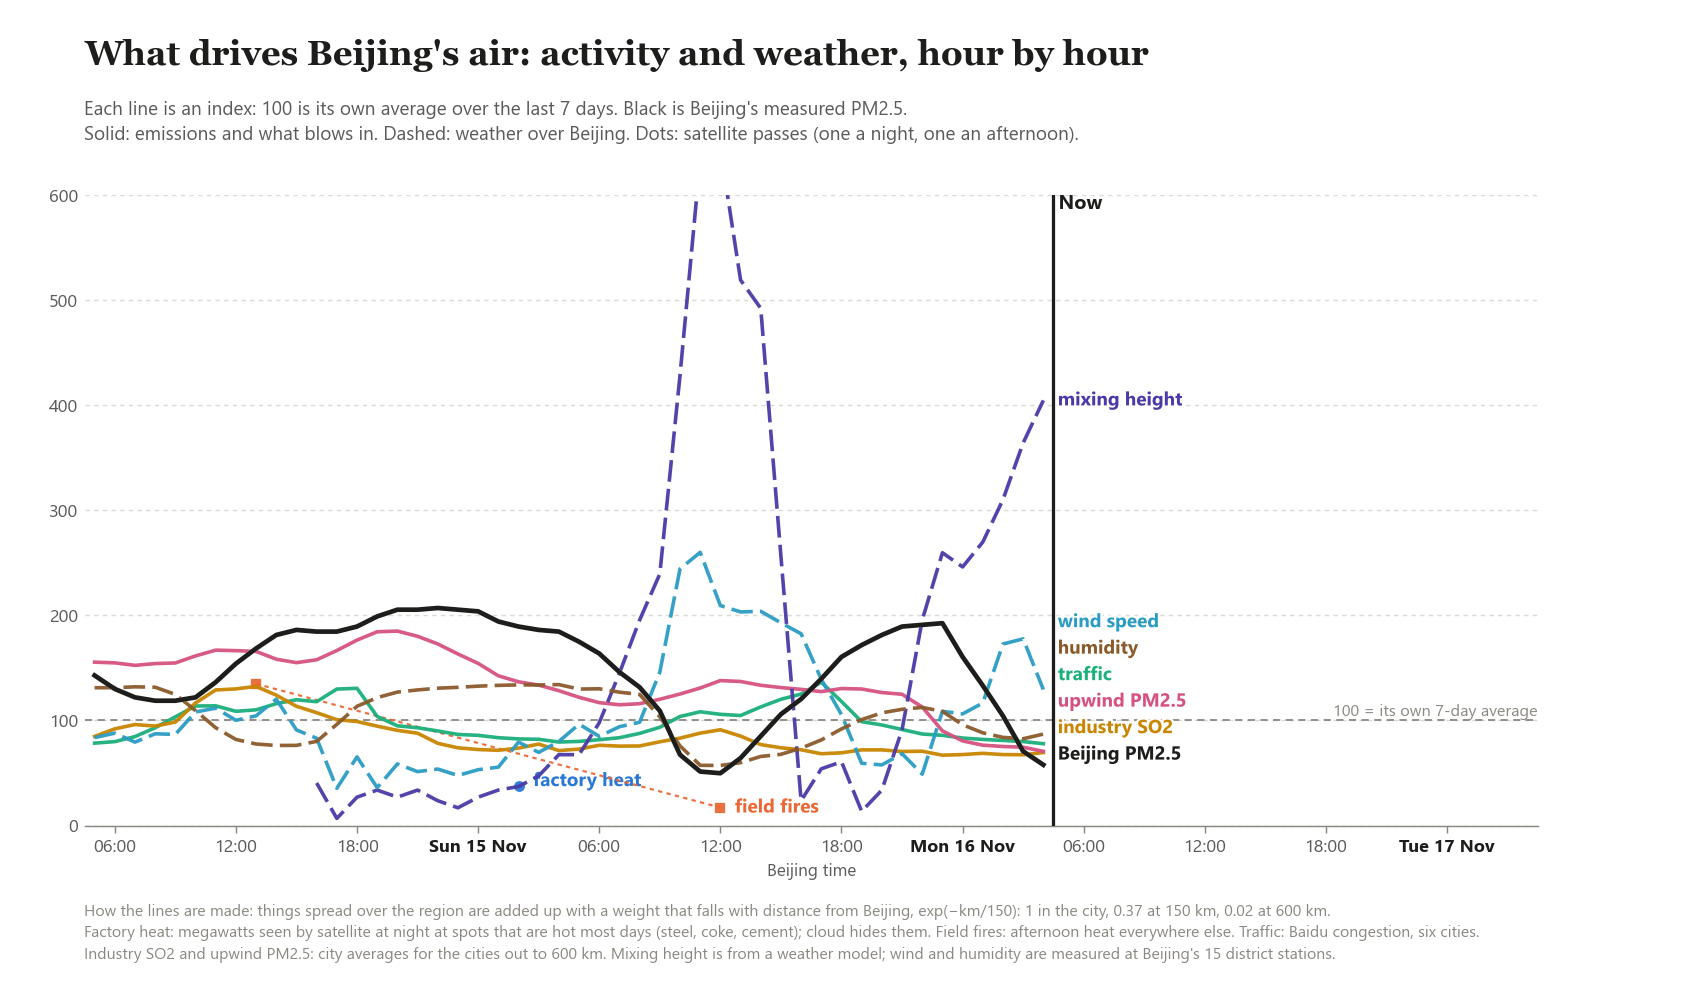 What drives Beijing's air: activity and weather, hour by hour
Each line is an index: 100 is its own average over the last 7 days. Black is Beijing's measured PM2.5.
Solid: emissions and what blows in. Dashed: weather over Beijing. Dots: satellite passes (one a night, one an afternoon).
600
Now
500
400
mixing height
300
200
wind speed
humidity
traffic
upwind PM2.5
100
100 = its own 7-day average
industry SO2
Beijing PM2.5
factory heat
field fires
0
06:00 12:00 18:00 Sun 15 Nov 06:00 12:00 18:00 Mon 16 Nov 06:00 12:00 18:00 Tue 17 Nov
Beijing time
How the lines are made: things spread over the region are added up with a weight that falls with distance from Beijing, exp(−km/150): 1 in the city, 0.37 at 150 km, 0.02 at 600 km.
Factory heat: megawatts seen by satellite at night at spots that are hot most days (steel, coke, cement); cloud hides them. Field fires: afternoon heat everywhere else. Traffic: Baidu congestion, six cities.
Industry SO2 and upwind PM2.5: city averages for the cities out to 600 km. Mixing height is from a weather model; wind and humidity are measured at Beijing's 15 district stations.